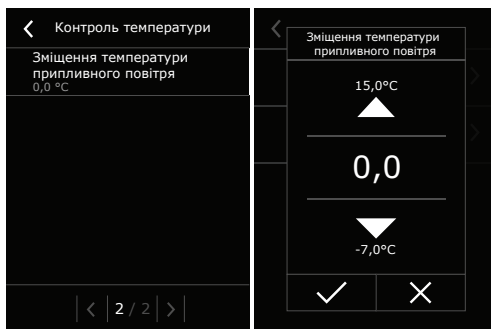 Контроль температури
Зміщення температури
припливного повітря
0,0 °C
2 / 2
Зміщення температури
припливного повітря
15,0°C
0,0
-7,0°C